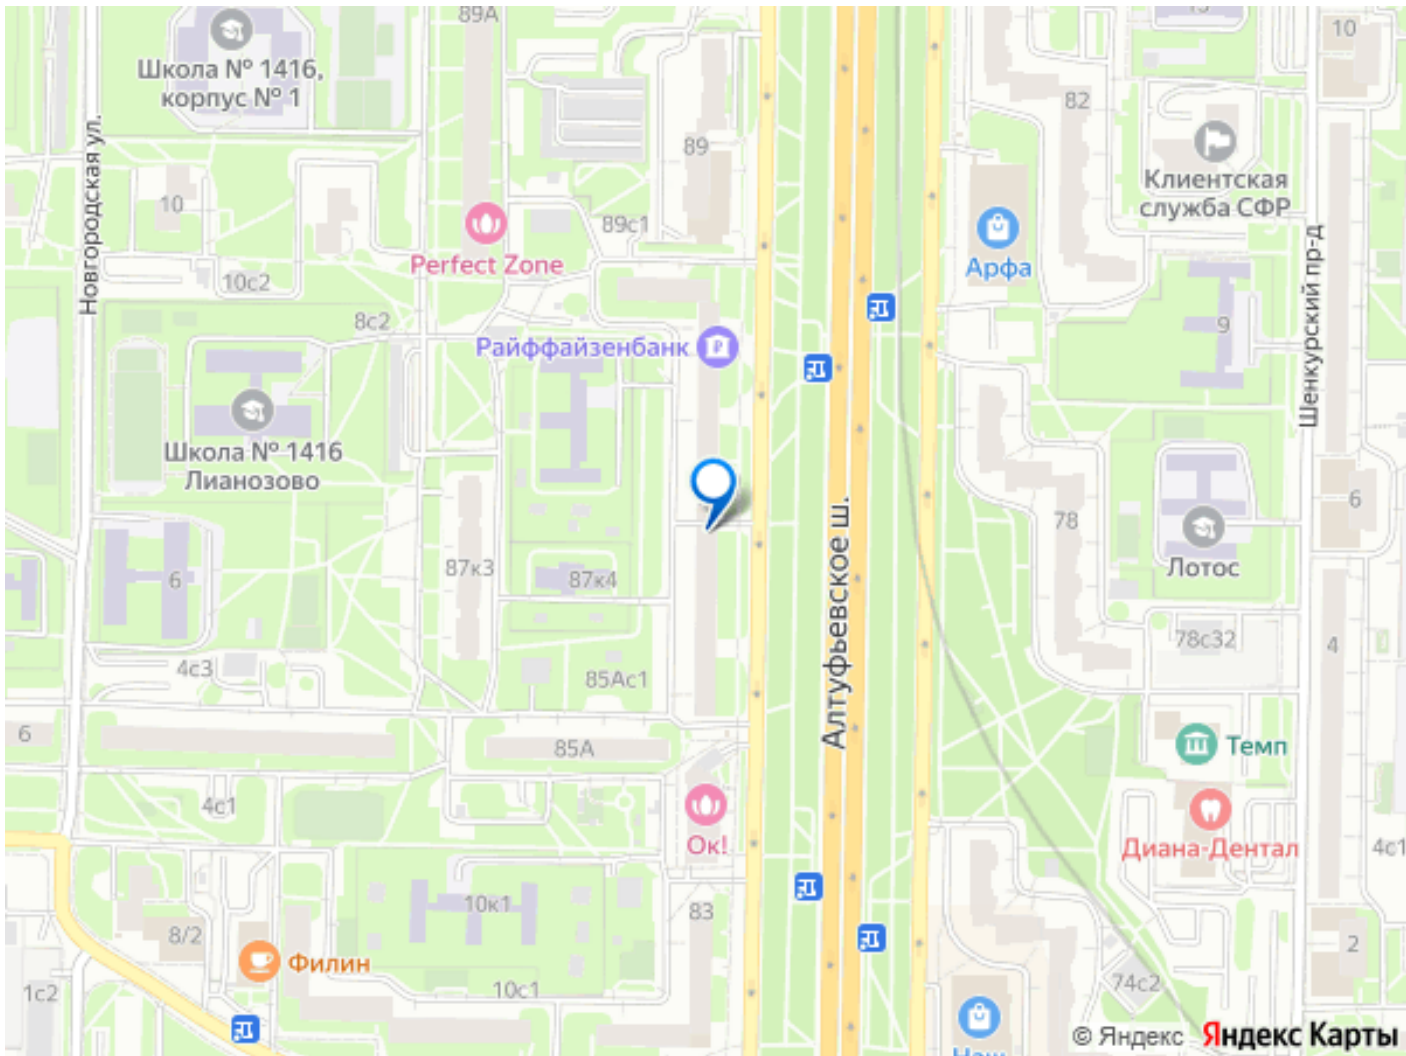 89А
10
Школа № 1416,
корпус № 1
82
89
Клиентская
служба СФР
Новгородская ул.
10
89с1
Perfect Zone
Арфа
10с2
8с2
9
Шенкурский пр-д
Райффайзенбанк
Школа № 1416
Лианозово
6
78
Лотос
87к3
87к4
6
Алтуфьевское ш.
78с32
4
4с3
85Ас1
6
85А
Темп
4с1
Ок!
Диана-Дентал
4с1
10к1
83
8/2
2
Филин
1с2
10с1
74с2
Наш
© Яндекс
Яндекс Карты